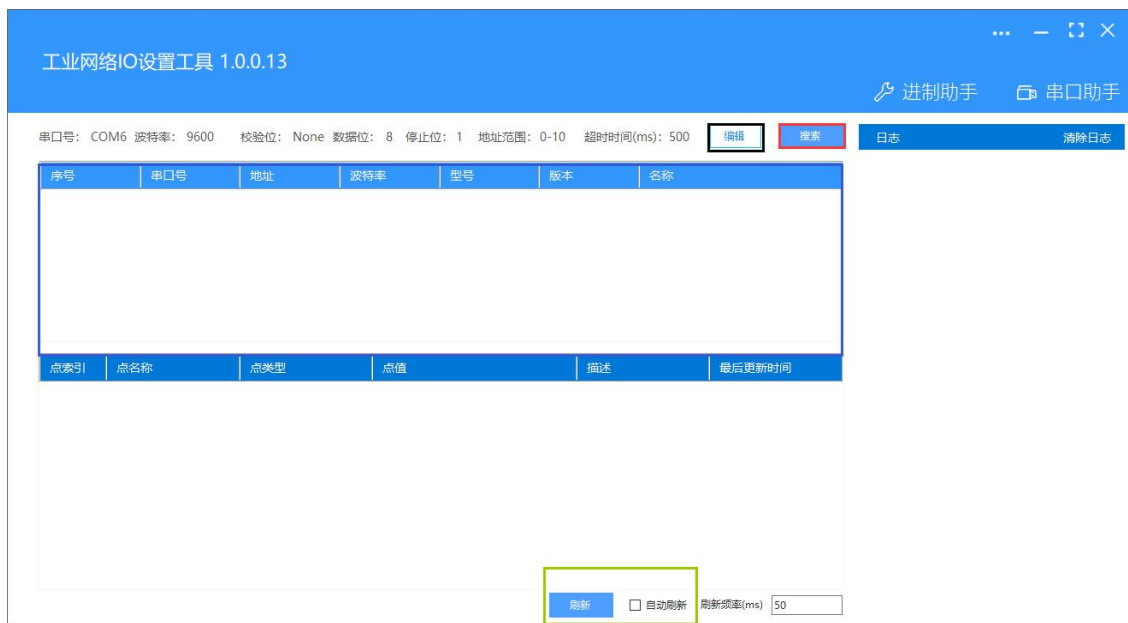 工业网络IO设置工具 1.0.0.13
进制助手 串口助手
串口号: COM6 波特率: 9600 校验位: None 数据位: 8 停止位: 1 地址范围: 0-10 超时时间(ms): 500 编辑 搜索
日志 清除日志
序号 串口号 地址 波特率 型号 版本 名称
点索引 点名称 点类型 点值 描述 最后更新时间
刷新 自动刷新 刷新频率(ms) 50